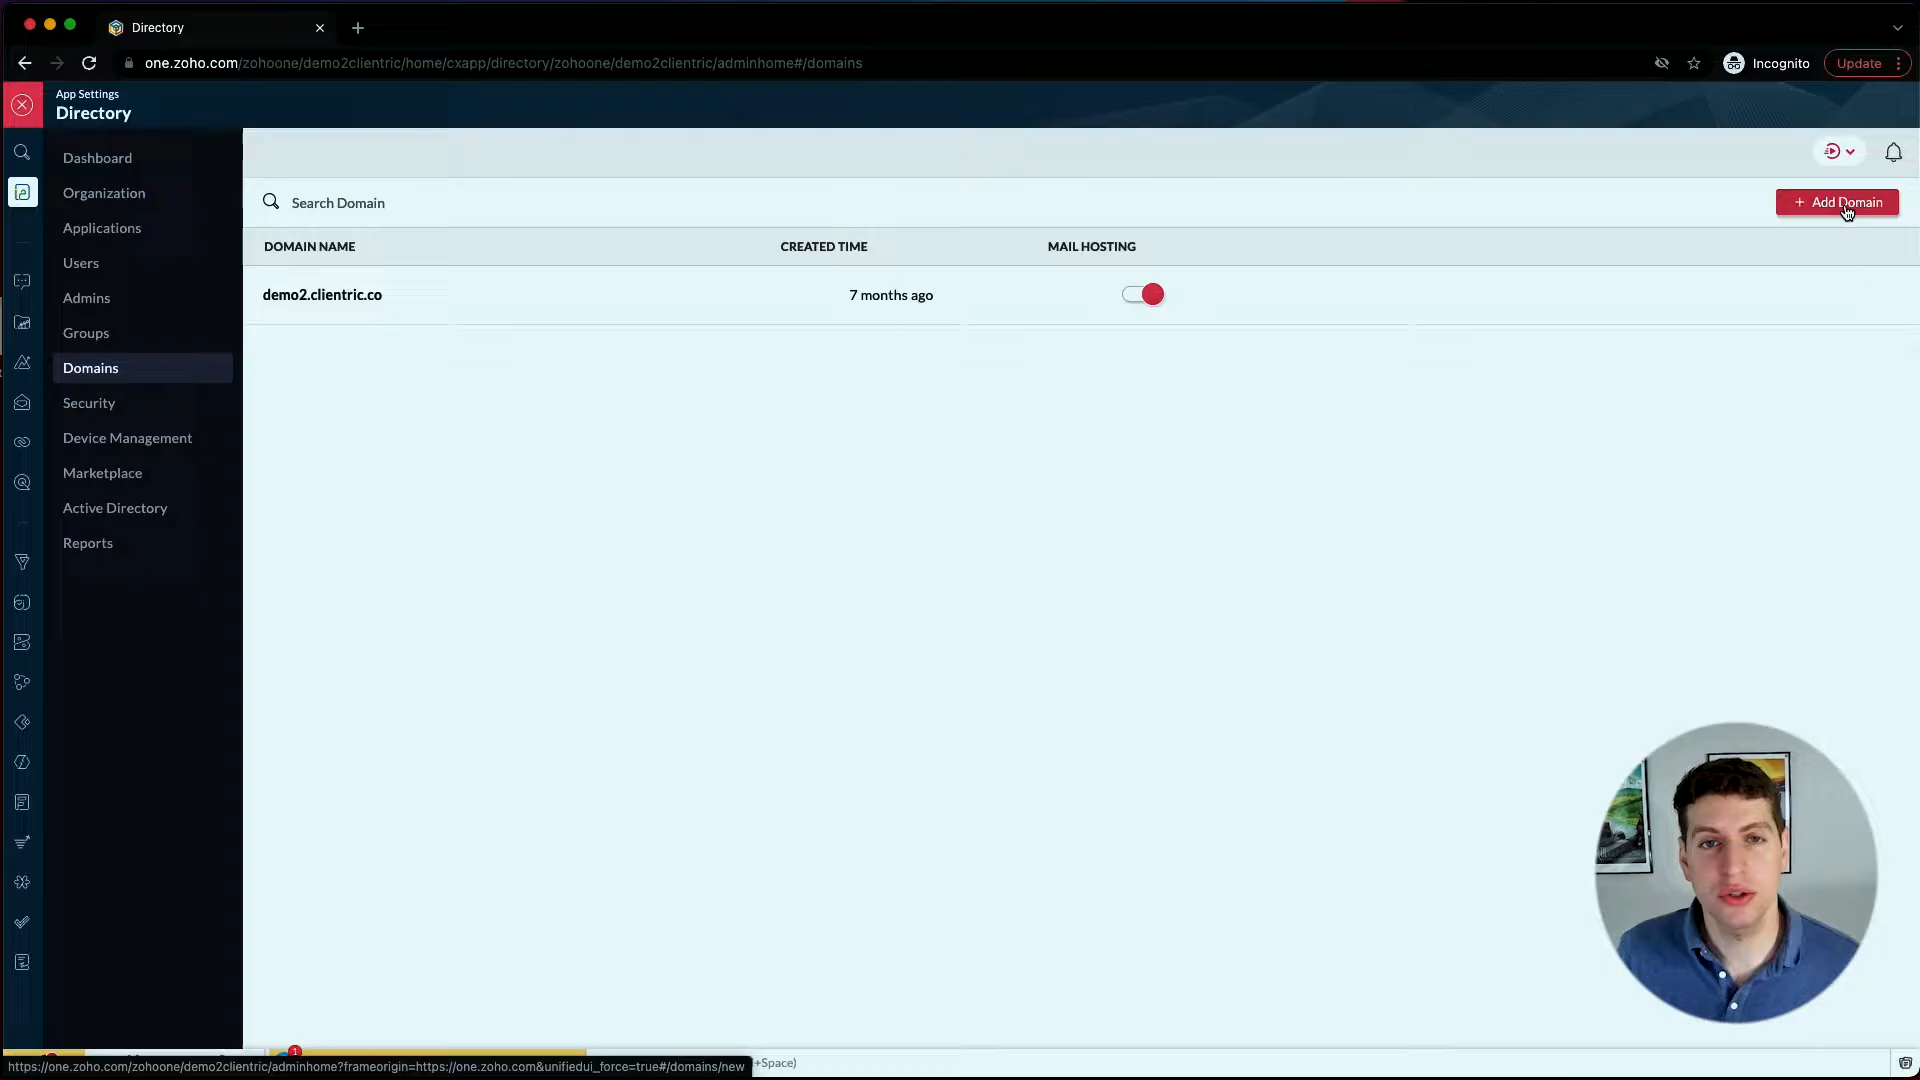 Directory
one.zoho.com/zohoone/demo2clientric/home/cxapp/directory/zohoone/demo2clientric/adminhome#/domains
Incognito
Update
App Settings
Directory
Dashboard
Organization
Applications
Users
Admins
Groups
Domains
Security
Device Management
Marketplace
Active Directory
Reports
Search Domain
+ Add Domain
DOMAIN NAME CREATED TIME MAIL HOSTING
demo2.clientric.co 7 months ago
1
https://one.zoho.com/zohoone/demo2clientric/adminhome?frameorigin=https://one.zoho.com&unifiedui_force=true#/domains/new
+Space)